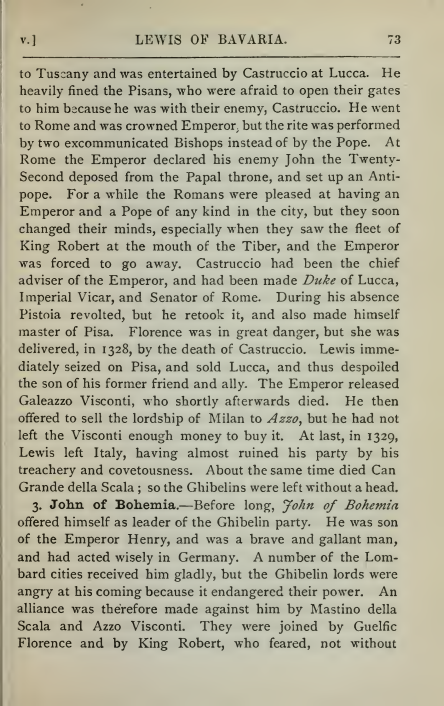 v.] LEWIS OF BAVARIA. 73
to Tuscany and was entertained by Castruccio at Lucca. He
heavily fined the Pisans, who were afraid to open their gates
to him because he was with their enemy, Castruccio. He went
to Rome and was crowned Emperor, but the rite was performed
by two excommunicated Bishops instead of by the Pope. At
Rome the Emperor declared his enemy John the Twenty-
Second deposed from the Papal throne, and set up an Anti-
pope. For a while the Romans were pleased at having an
Emperor and a Pope of any kind in the city, but they soon
changed their minds, especially when they saw the fleet of
King Robert at the mouth of the Tiber, and the Emperor
was forced to go away. Castruccio had been the chief
adviser of the Emperor, and had been made Duke of Lucca,
Imperial Vicar, and Senator of Rome. During his absence
Pistoia revolted, but he retook it, and also made himself
master of Pisa. Florence was in great danger, but she was
delivered, in 1328, by the death of Castruccio. Lewis imme-
diately seized on Pisa, and sold Lucca, and thus despoiled
the son of his former friend and ally. The Emperor released
Galeazzo Visconti, who shortly afterwards died. He then
offered to sell the lordship of Milan to Azzo, but he had not
left the Visconti enough money to buy it. At last, in 1329,
Lewis left Italy, having almost ruined his party by his
treachery and covetousness. About the same time died Can
Grande della Scala; so the Ghibelins were left without a head.
3. John of Bohemia.—Before long, John of Bohemia
offered himself as leader of the Ghibelin party. He was son
of the Emperor Henry, and was a brave and gallant man,
and had acted wisely in Germany. A number of the Lom-
bard cities received him gladly, but the Ghibelin lords were
angry at his coming because it endangered their power. An
alliance was therefore made against him by Mastino della
Scala and Azzo Visconti. They were joined by Guelfic
Florence and by King Robert, who feared, not without